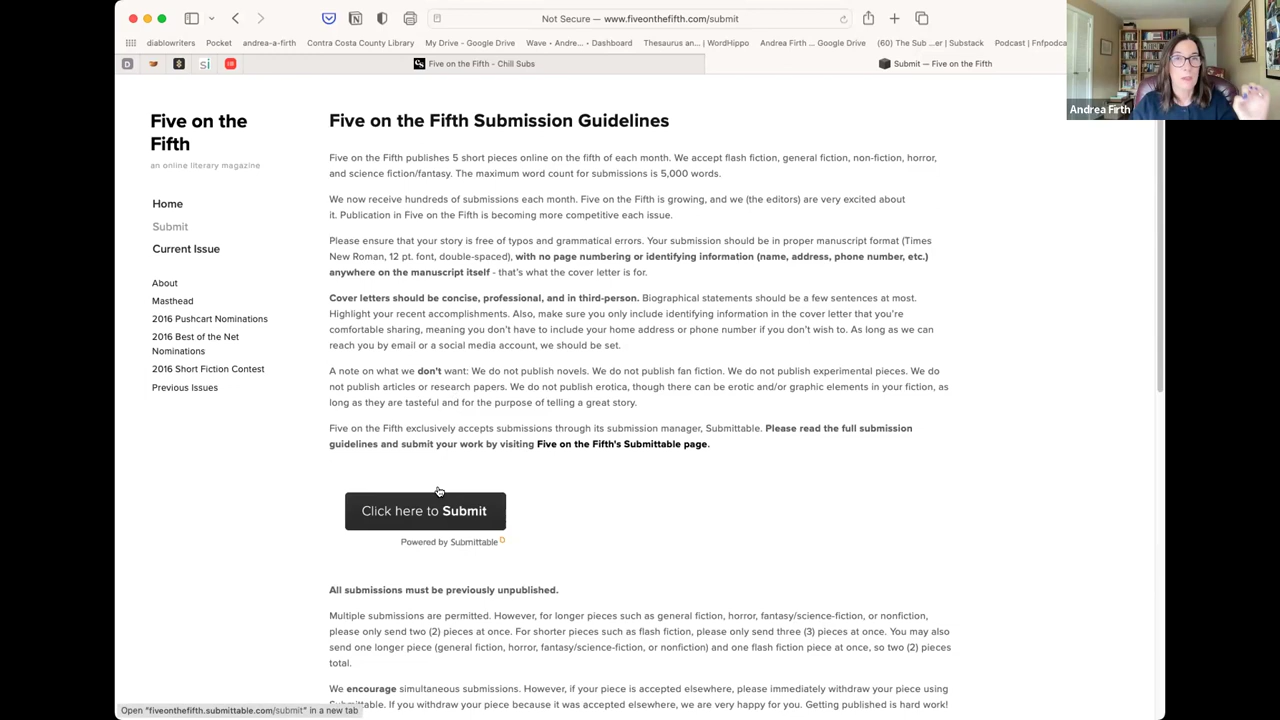 Not Secure — www.fiveonthefifth.com/submit
diablowriters
Pocket
andrea-a-firth
Contra Costa County Library
My Drive - Google Drive
Wave • Andre... • Dashboard
Thesaurus an... | WordHippo
Andrea Firth ... Google Drive
(60) The Sub ...er | Substack
Podcast | Fnfpodca
Five on the Fifth - Chill Subs
Submit — Five on the Fifth
Andrea Firth
Five on the
Fifth
an online literary magazine
Home
Submit
Current Issue
About
Masthead
2016 Pushcart Nominations
2016 Best of the Net
Nominations
2016 Short Fiction Contest
Previous Issues
Five on the Fifth Submission Guidelines
Five on the Fifth publishes 5 short pieces online on the fifth of each month. We accept flash fiction, general fiction, non-fiction, horror,
and science fiction/fantasy. The maximum word count for submissions is 5,000 words.
We now receive hundreds of submissions each month. Five on the Fifth is growing, and we (the editors) are very excited about
it. Publication in Five on the Fifth is becoming more competitive each issue.
Please ensure that your story is free of typos and grammatical errors. Your submission should be in proper manuscript format (Times
New Roman, 12 pt. font, double-spaced), with no page numbering or identifying information (name, address, phone number, etc.)
anywhere on the manuscript itself - that's what the cover letter is for.
Cover letters should be concise, professional, and in third-person. Biographical statements should be a few sentences at most.
Highlight your recent accomplishments. Also, make sure you only include identifying information in the cover letter that you're
comfortable sharing, meaning you don't have to include your home address or phone number if you don't wish to. As long as we can
reach you by email or a social media account, we should be set.
A note on what we don't want: We do not publish novels. We do not publish fan fiction. We do not publish experimental pieces. We do
not publish articles or research papers. We do not publish erotica, though there can be erotic and/or graphic elements in your fiction, as
long as they are tasteful and for the purpose of telling a great story.
Five on the Fifth exclusively accepts submissions through its submission manager, Submittable. Please read the full submission
guidelines and submit your work by visiting Five on the Fifth's Submittable page.
Click here to Submit
Powered by Submittable
All submissions must be previously unpublished.
Multiple submissions are permitted. However, for longer pieces such as general fiction, horror, fantasy/science-fiction, or nonfiction,
please only send two (2) pieces at once. For shorter pieces such as flash fiction, please only send three (3) pieces at once. You may also
send one longer piece (general fiction, horror, fantasy/science-fiction, or nonfiction) and one flash fiction piece at once, so two (2) pieces
total.
We encourage simultaneous submissions. However, if your piece is accepted elsewhere, please immediately withdraw your piece using
Submittable. If you withdraw your piece because it was accepted elsewhere, we are very happy for you. Getting published is hard work!
Open "fiveonthefifth.submittable.com/submit" in a new tab